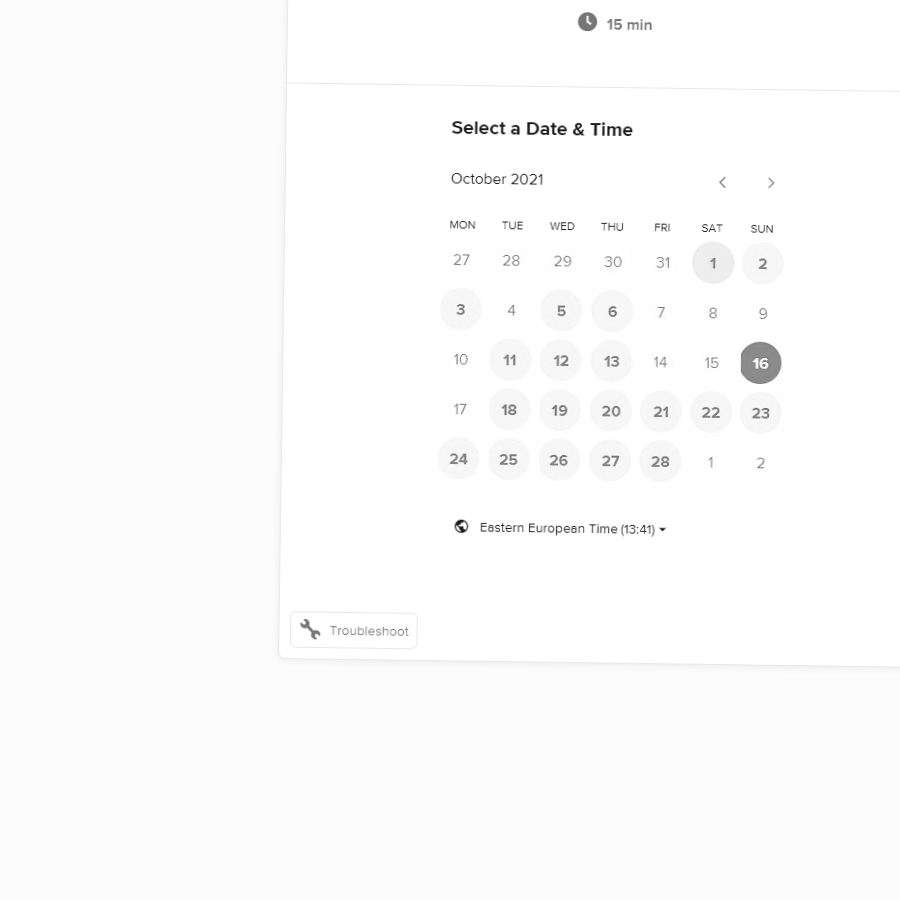 15 min
Select a Date & Time
October 2021
MON TUE WED THU FRI SAT SUN
27 28 29 30 31 1 2
3 4 5 6 7 8 9
10 11 12 13 14 15 16
17 18 19 20 21 22 23
24 25 26 27 28 1 2
Eastern European Time (13:41)
Troubleshoot